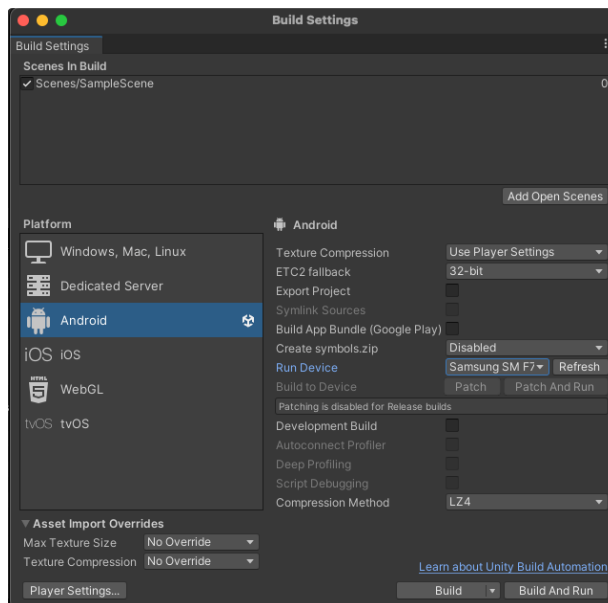 Build Settings
Build Settings
Scenes In Build
Scenes/SampleScene 0
Add Open Scenes
Platform
Windows, Mac, Linux
Dedicated Server
Android
iOS iOS
HTML 5 WebGL
tvOS tvOS
Android
Texture Compression Use Player Settings
ETC2 fallback 32-bit
Export Project
Symlink Sources
Build App Bundle (Google Play)
Create symbols.zip Disabled
Run Device Samsung SM F7 Refresh
Build to Device Patch Patch And Run
Patching is disabled for Release builds
Development Build
Autoconnect Profiler
Deep Profiling
Script Debugging
Compression Method LZ4
Asset Import Overrides
Max Texture Size No Override
Texture Compression No Override
Learn about Unity Build Automation
Player Settings... Build Build And Run